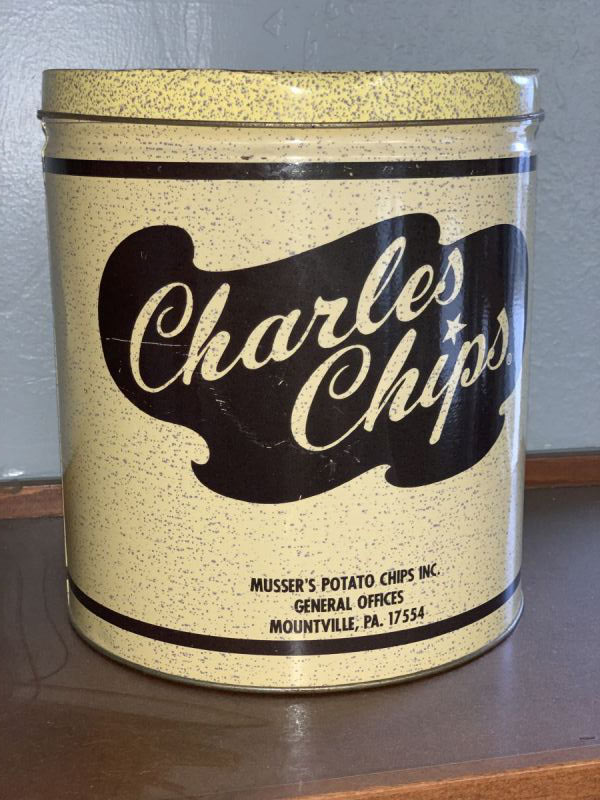 Charles
Chips.
MUSSER'S POTATO CHIPS INC.
GENERAL OFFICES
MOUNTVILLE, PA. 17554